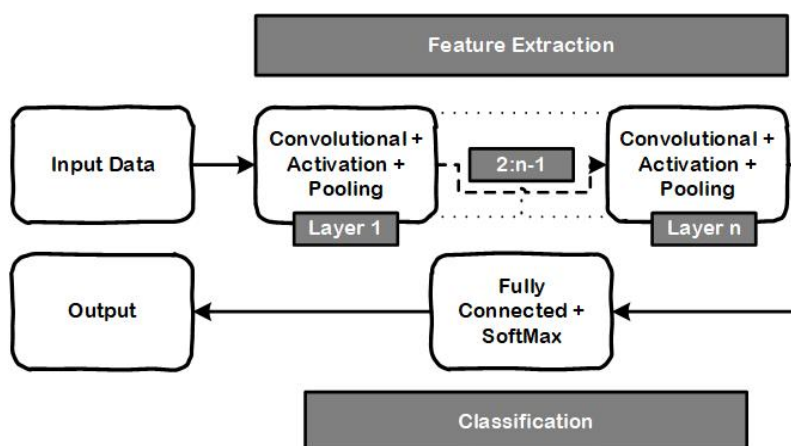 Feature Extraction
Input Data
Convolutional +
Activation +
Pooling
Layer 1
2:n-1
Convolutional +
Activation +
Pooling
Layer n
Output
Fully
Connected +
SoftMax
Classification